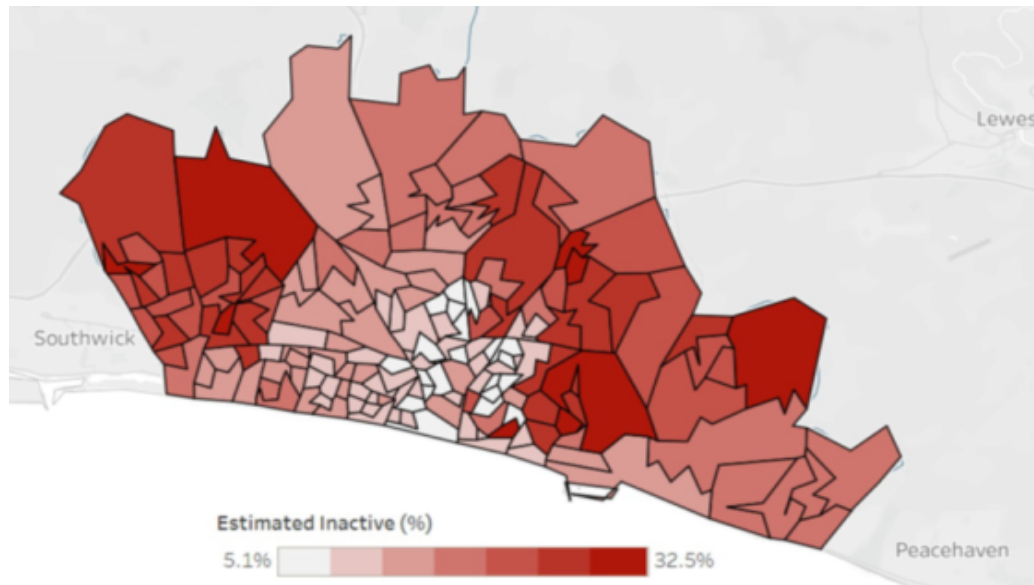 Lewes
Southwick
Estimated Inactive (%)
5.1% 32.5%
Peacehaven